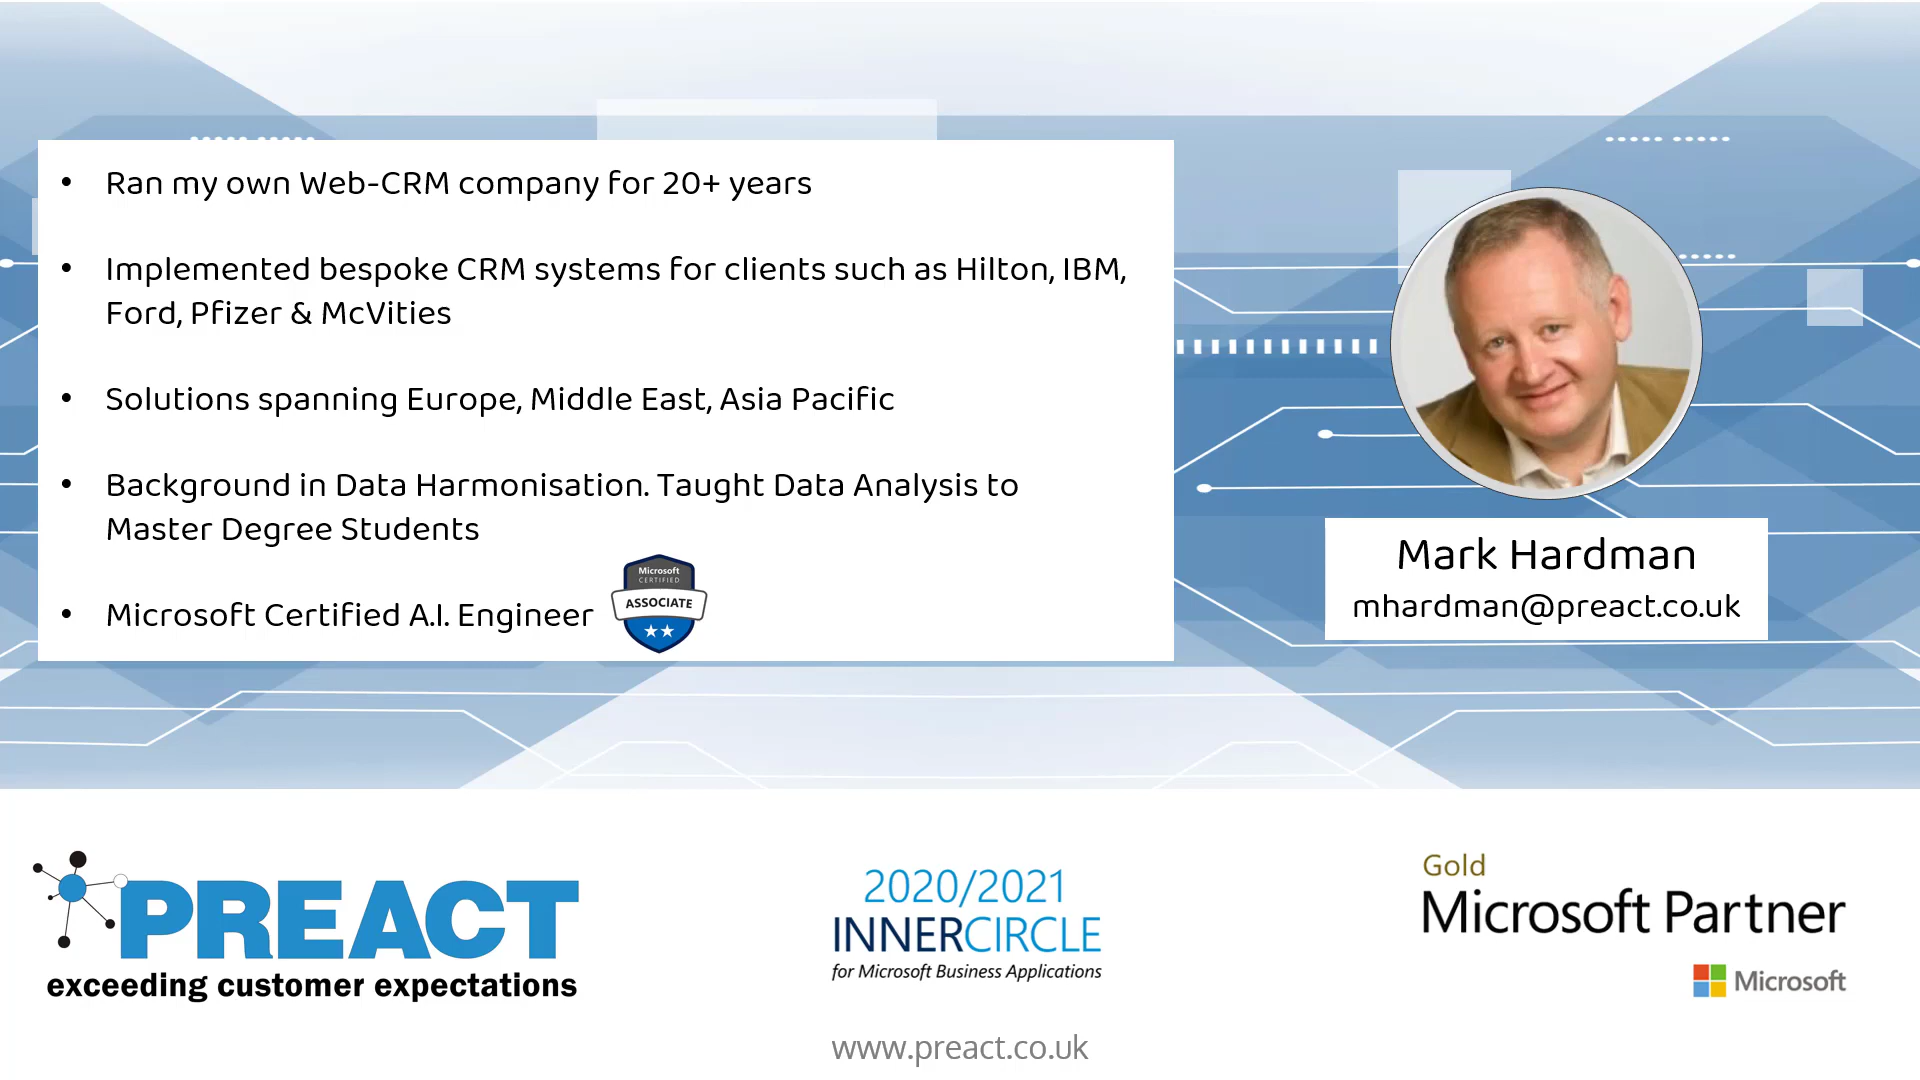 • Ran my own Web-CRM company for 20+ years
• Implemented bespoke CRM systems for clients such as Hilton, IBM,
Ford, Pfizer & McVities
• Solutions spanning Europe, Middle East, Asia Pacific
• Background in Data Harmonisation. Taught Data Analysis to
Master Degree Students
• Microsoft Certified A.I. Engineer
Microsoft
CERTIFIED
ASSOCIATE
Mark Hardman
mhardman@preact.co.uk
PREACT
exceeding customer expectations
2020/2021
INNERCIRCLE
for Microsoft Business Applications
Gold
Microsoft Partner
Microsoft
www.preact.co.uk